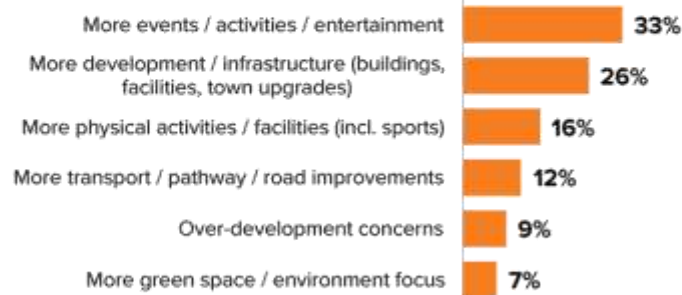 More events / activities / entertainment 33%
More development / infrastructure (buildings,
facilities, town upgrades) 26%
More physical activities / facilities (incl. sports) 16%
More transport / pathway / road improvements 12%
Over-development concerns 9%
More green space / environment focus 7%